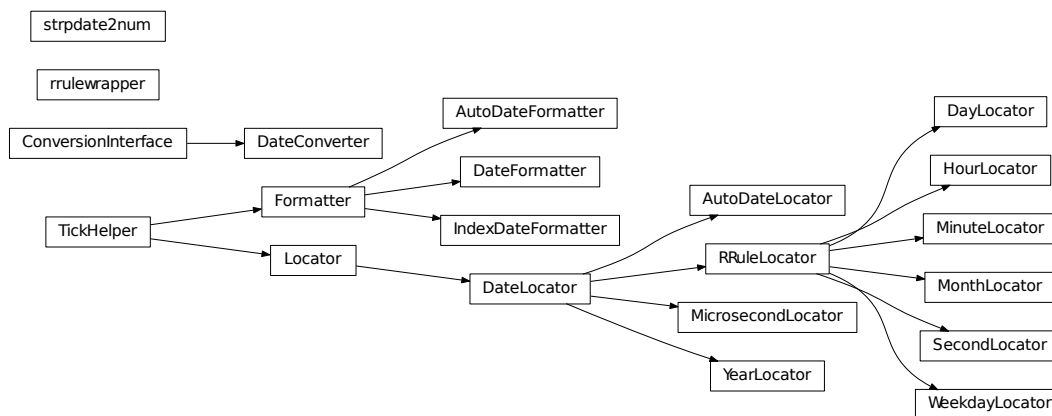 strpdate2num
rrulewrapper
ConversionInterface
DateConverter
TickHelper
Formatter
Locator
AutoDateFormatter
DateFormatter
IndexDateFormatter
DateLocator
AutoDateLocator
RRuleLocator
MicrosecondLocator
YearLocator
DayLocator
HourLocator
MinuteLocator
MonthLocator
SecondLocator
WeekdayLocator